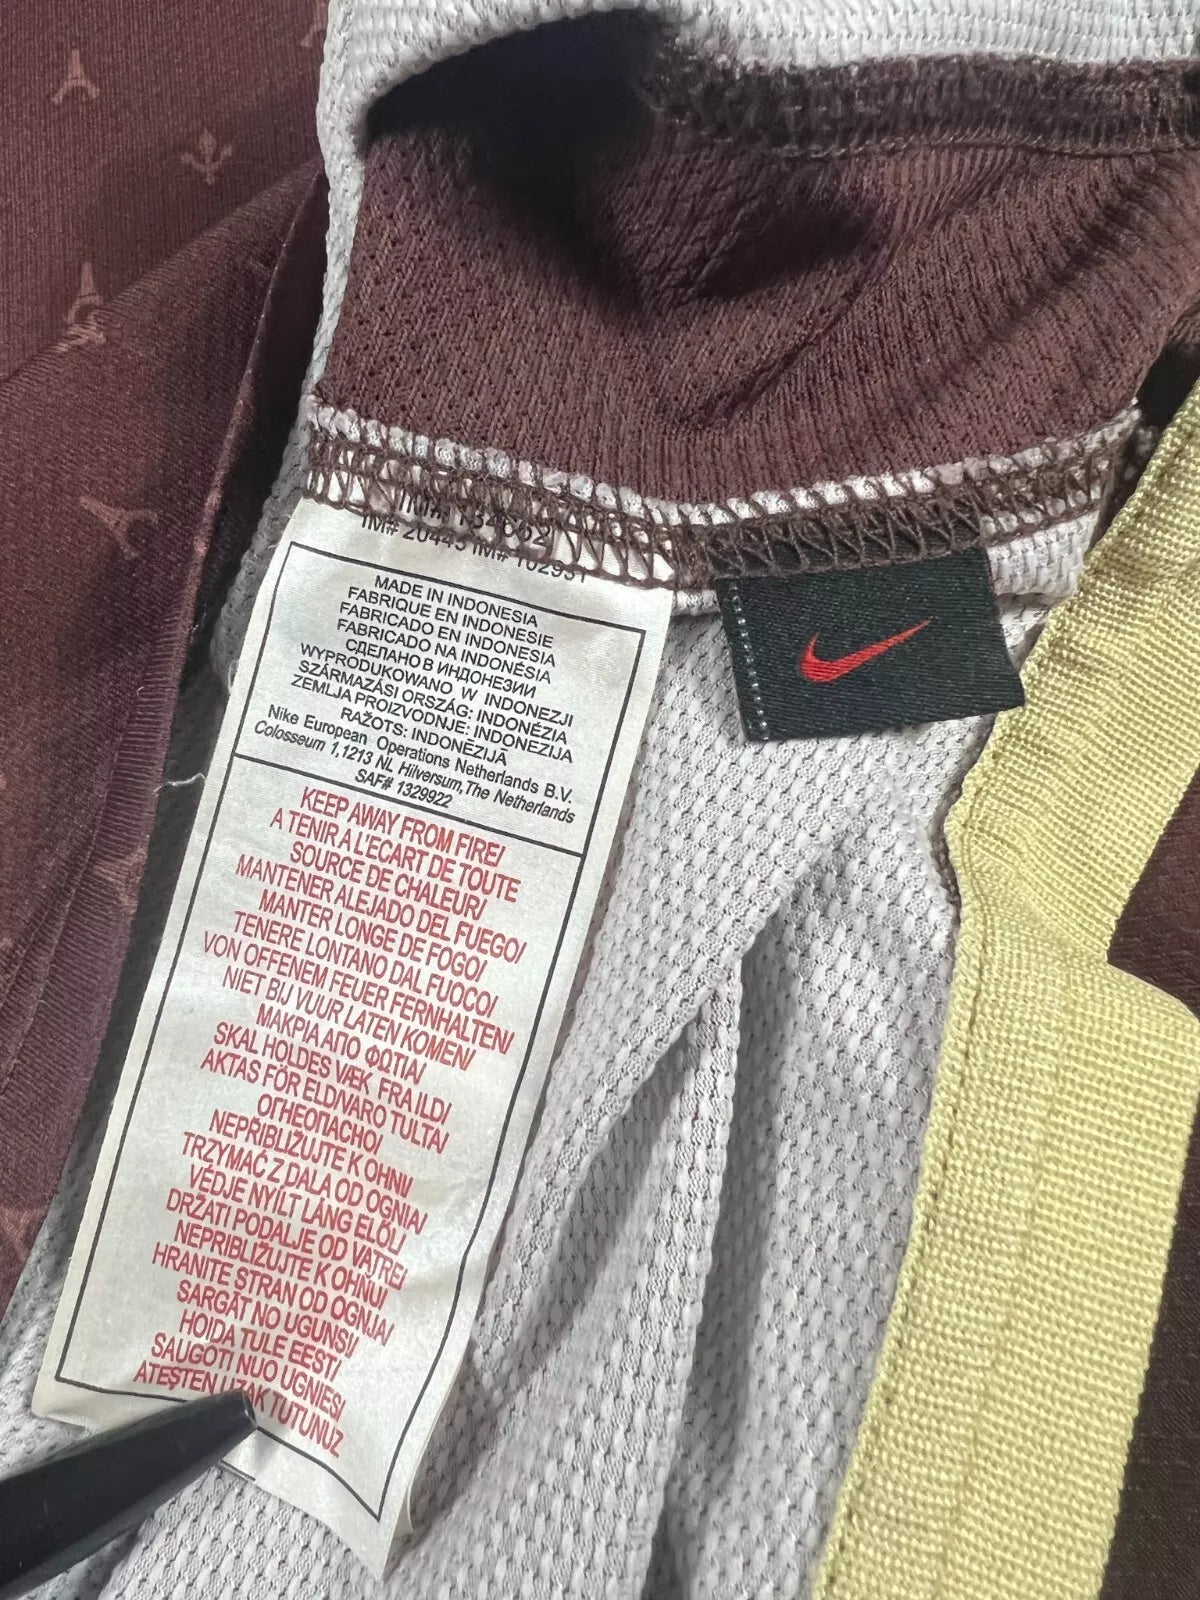 IM# 20443 IM# 102951
MADE IN INDONESIA
FABRIQUE EN INDONESIE
FABRICADO EN INDONESIA
FABRICADO NA INDONÉSIA
СДЕЛАНО В ИНДОНЕЗИИ
WYPRODUKOWANO W INDONEZJI
SZÁRMAZÁSI ORSZÁG: INDONÉZIA
ZEMLJA PROIZVODNJE: INDONEZIJA
RAŽOTS: INDONĒZIJĀ
Nike European Operations Netherlands B.V.
Colosseum 1,1213 NL Hilversum,The Netherlands
SAF# 1329922
KEEP AWAY FROM FIRE/
A TENIR A L'ECART DE TOUTE
SOURCE DE CHALEUR/
MANTENER ALEJADO DEL FUEGO/
MANTER LONGE DE FOGO/
TENERE LONTANO DAL FUOCO/
VON OFFENEM FEUER FERNHALTEN/
NIET BIJ VUUR LATEN KOMEN/
ΜΑΚΡΙΑ ΑΠΟ ΦΩΤΙΑ/
SKAL HOLDES VÆK FRA ILD/
AKTAS FÖR ELD/VARO TULTA/
ОГНЕОПАСНО/
NEPŘIBLIŽUJTE K OHNI/
TRZYMAĆ Z DALA OD OGNIA/
VÉDJE NYÍLT LÁNG ELŐL/
DRŽATI PODALJE OD VATRE/
NEPRIBLIŽUJTE K OHŇU/
HRANITE STRAN OD OGNJA/
SARGĀT NO UGUNS/
HOIDA TULE EEST/
SAUGOTI NUO UGNIES/
ATEŞTEN UZAK TUTUNUZ